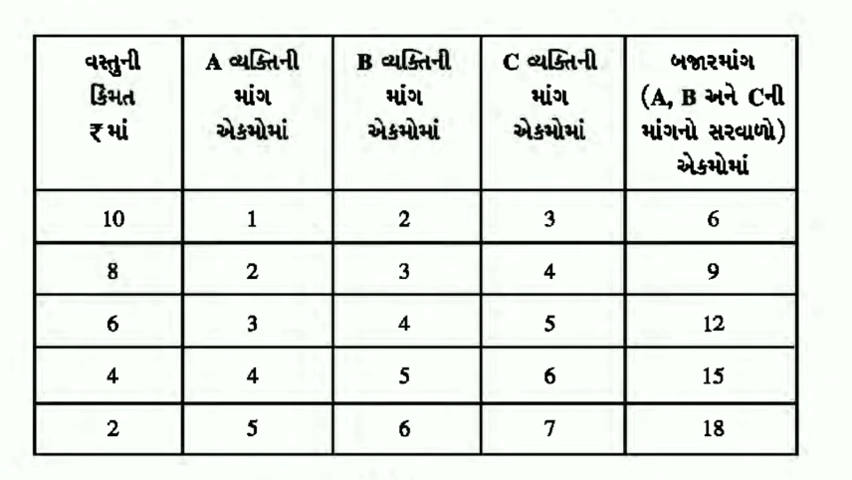 વસ્તુની કિંમત ₹ માં | A વ્યક્તિની માંગ એકમોમાં | B વ્યક્તિની માંગ એકમોમાં | C વ્યક્તિની માંગ એકમોમાં | બજારમાંગ (A, B અને Cની માંગનો સરવાળો) એકમોમાં
10 | 1 | 2 | 3 | 6
8 | 2 | 3 | 4 | 9
6 | 3 | 4 | 5 | 12
4 | 4 | 5 | 6 | 15
2 | 5 | 6 | 7 | 18